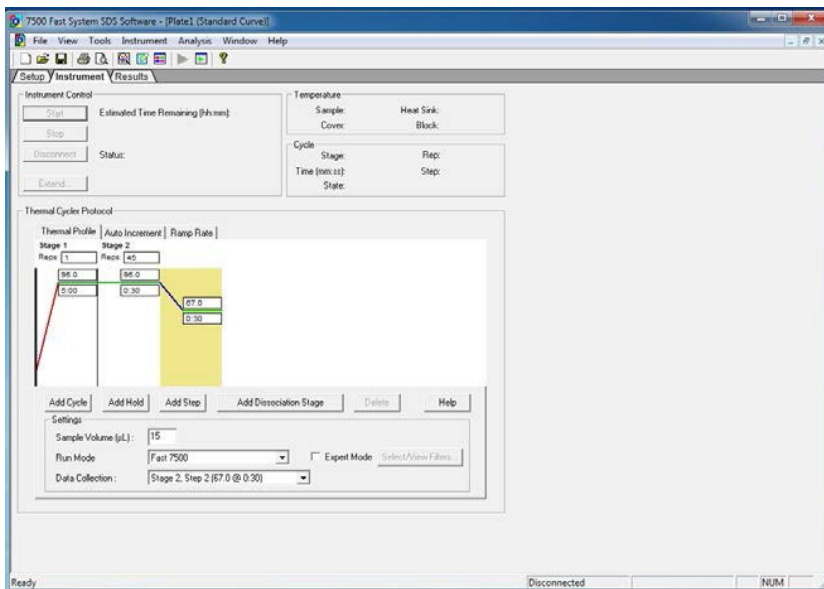 7500 Fast System SDS Software - [Plate1 (Standard Curve)]
File View Tools Instrument Analysis Window Help
Setup Instrument Results
Instrument Control
Start Estimated Time Remaining (hh:mm):
Stop
Disconnect Status:
Extend...
Temperature
Sample: Heat Sink:
Cover: Block:
Cycle
Stage: Rep:
Time (mm:ss): Step:
State:
Thermal Cycler Protocol
Thermal Profile Auto Increment Ramp Rate
Stage 1 Stage 2
Reps: 1 Reps: 45
95.0 95.0
5:00 0:30
67.0
0:30
Add Cycle Add Hold Add Step Add Dissociation Stage Delete Help
Settings
Sample Volume (µL) : 15
Run Mode Fast 7500 Expert Mode Select/View Filters...
Data Collection : Stage 2, Step 2 (67.0 @ 0:30)
Ready Disconnected NUM